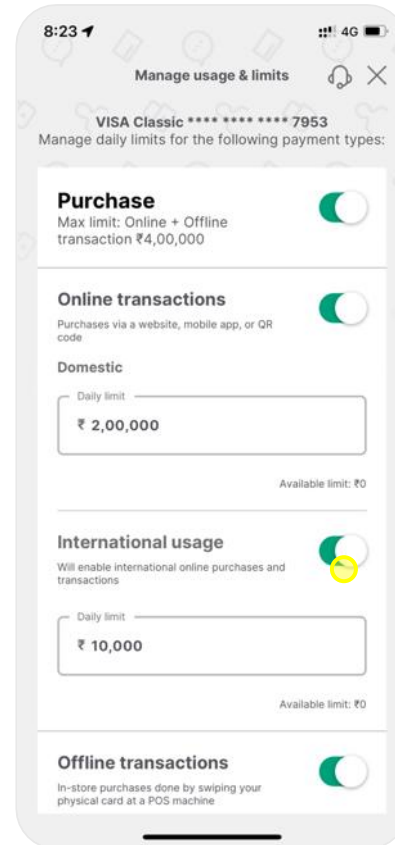 8:23
4G
Manage usage & limits
VISA Classic **** **** **** 7953
Manage daily limits for the following payment types:
Purchase
Max limit: Online + Offline
transaction ₹4,00,000
Online transactions
Purchases via a website, mobile app, or QR
code
Domestic
Daily limit
₹ 2,00,000
Available limit: ₹0
International usage
Will enable international online purchases and
transactions
Daily limit
₹ 10,000
Available limit: ₹0
Offline transactions
In-store purchases done by swiping your
physical card at a POS machine